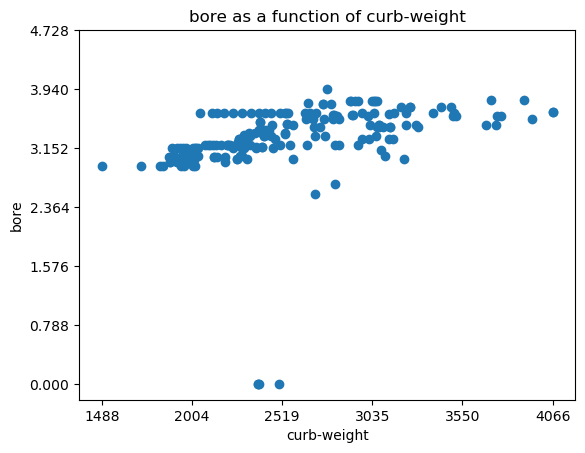 bore as a function of curb-weight
4.728
3.940
3.152
2.364
1.576
0.788
0.000
bore
1488 2004 2519 3035 3550 4066
curb-weight